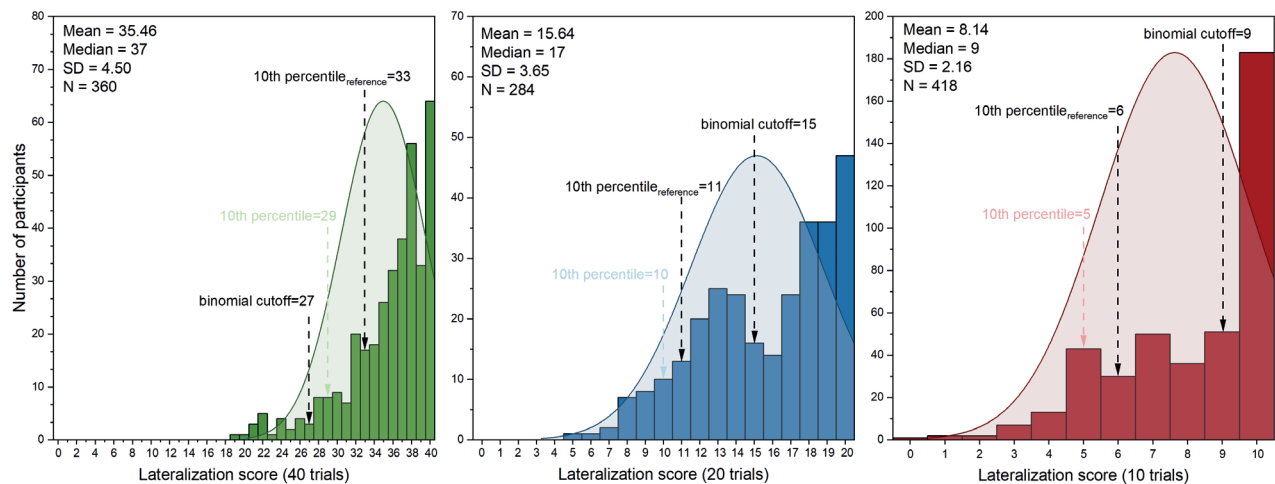 Number of participants
80
70
60
50
40
30
20
10
0
Mean = 35.46
Median = 37
SD = 4.50
N = 360
10th percentile reference=33
10th percentile=29
binomial cutoff=27
0 2 4 6 8 10 12 14 16 18 20 22 24 26 28 30 32 34 36 38 40
Lateralization score (40 trials)
70
60
50
40
30
20
10
0
Mean = 15.64
Median = 17
SD = 3.65
N = 284
binomial cutoff=15
10th percentile reference=11
10th percentile=10
0 1 2 3 4 5 6 7 8 9 10 11 12 13 14 15 16 17 18 19 20
Lateralization score (20 trials)
200
180
160
140
120
100
80
60
40
20
0
Mean = 8.14
Median = 9
SD = 2.16
N = 418
binomial cutoff=9
10th percentile reference=6
10th percentile=5
0 1 2 3 4 5 6 7 8 9 10
Lateralization score (10 trials)